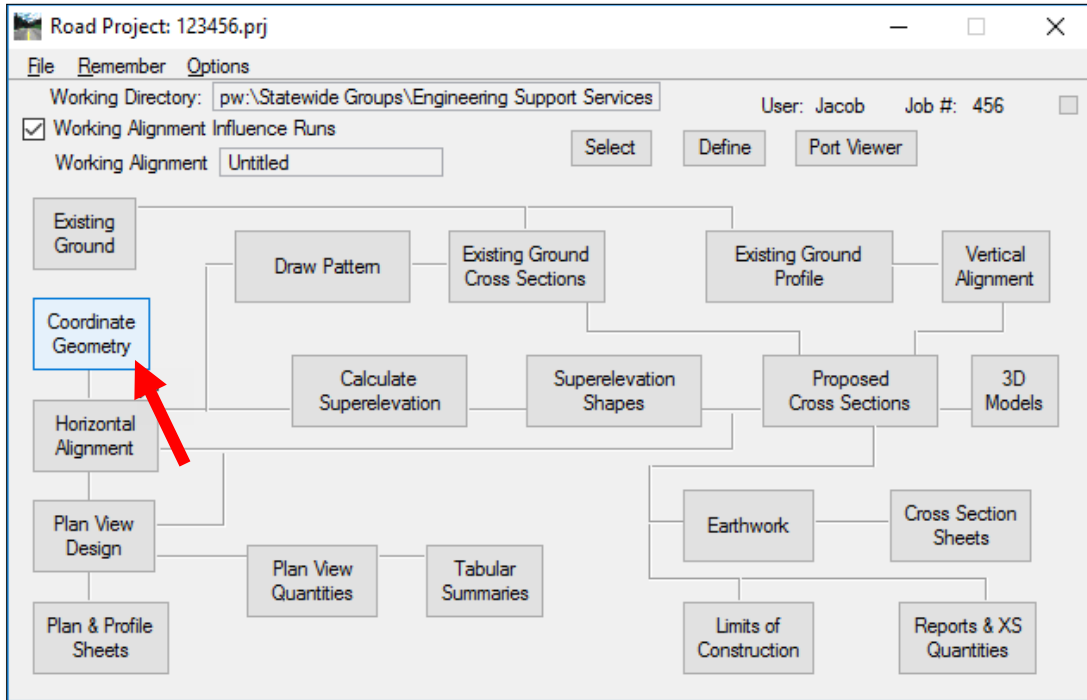 Road Project: 123456.prj
File Remember Options
Working Directory: pw:\Statewide Groups\Engineering Support Services
User: Jacob Job #: 456
Working Alignment Influence Runs
Working Alignment Untitled
Select Define Port Viewer
Existing
Ground
Draw Pattern
Existing Ground
Cross Sections
Existing Ground
Profile
Vertical
Alignment
Coordinate
Geometry
Calculate
Superelevation
Superelevation
Shapes
Proposed
Cross Sections
3D
Models
Horizontal
Alignment
Plan View
Design
Earthwork
Cross Section
Sheets
Plan View
Quantities
Tabular
Summaries
Plan & Profile
Sheets
Limits of
Construction
Reports & XS
Quantities